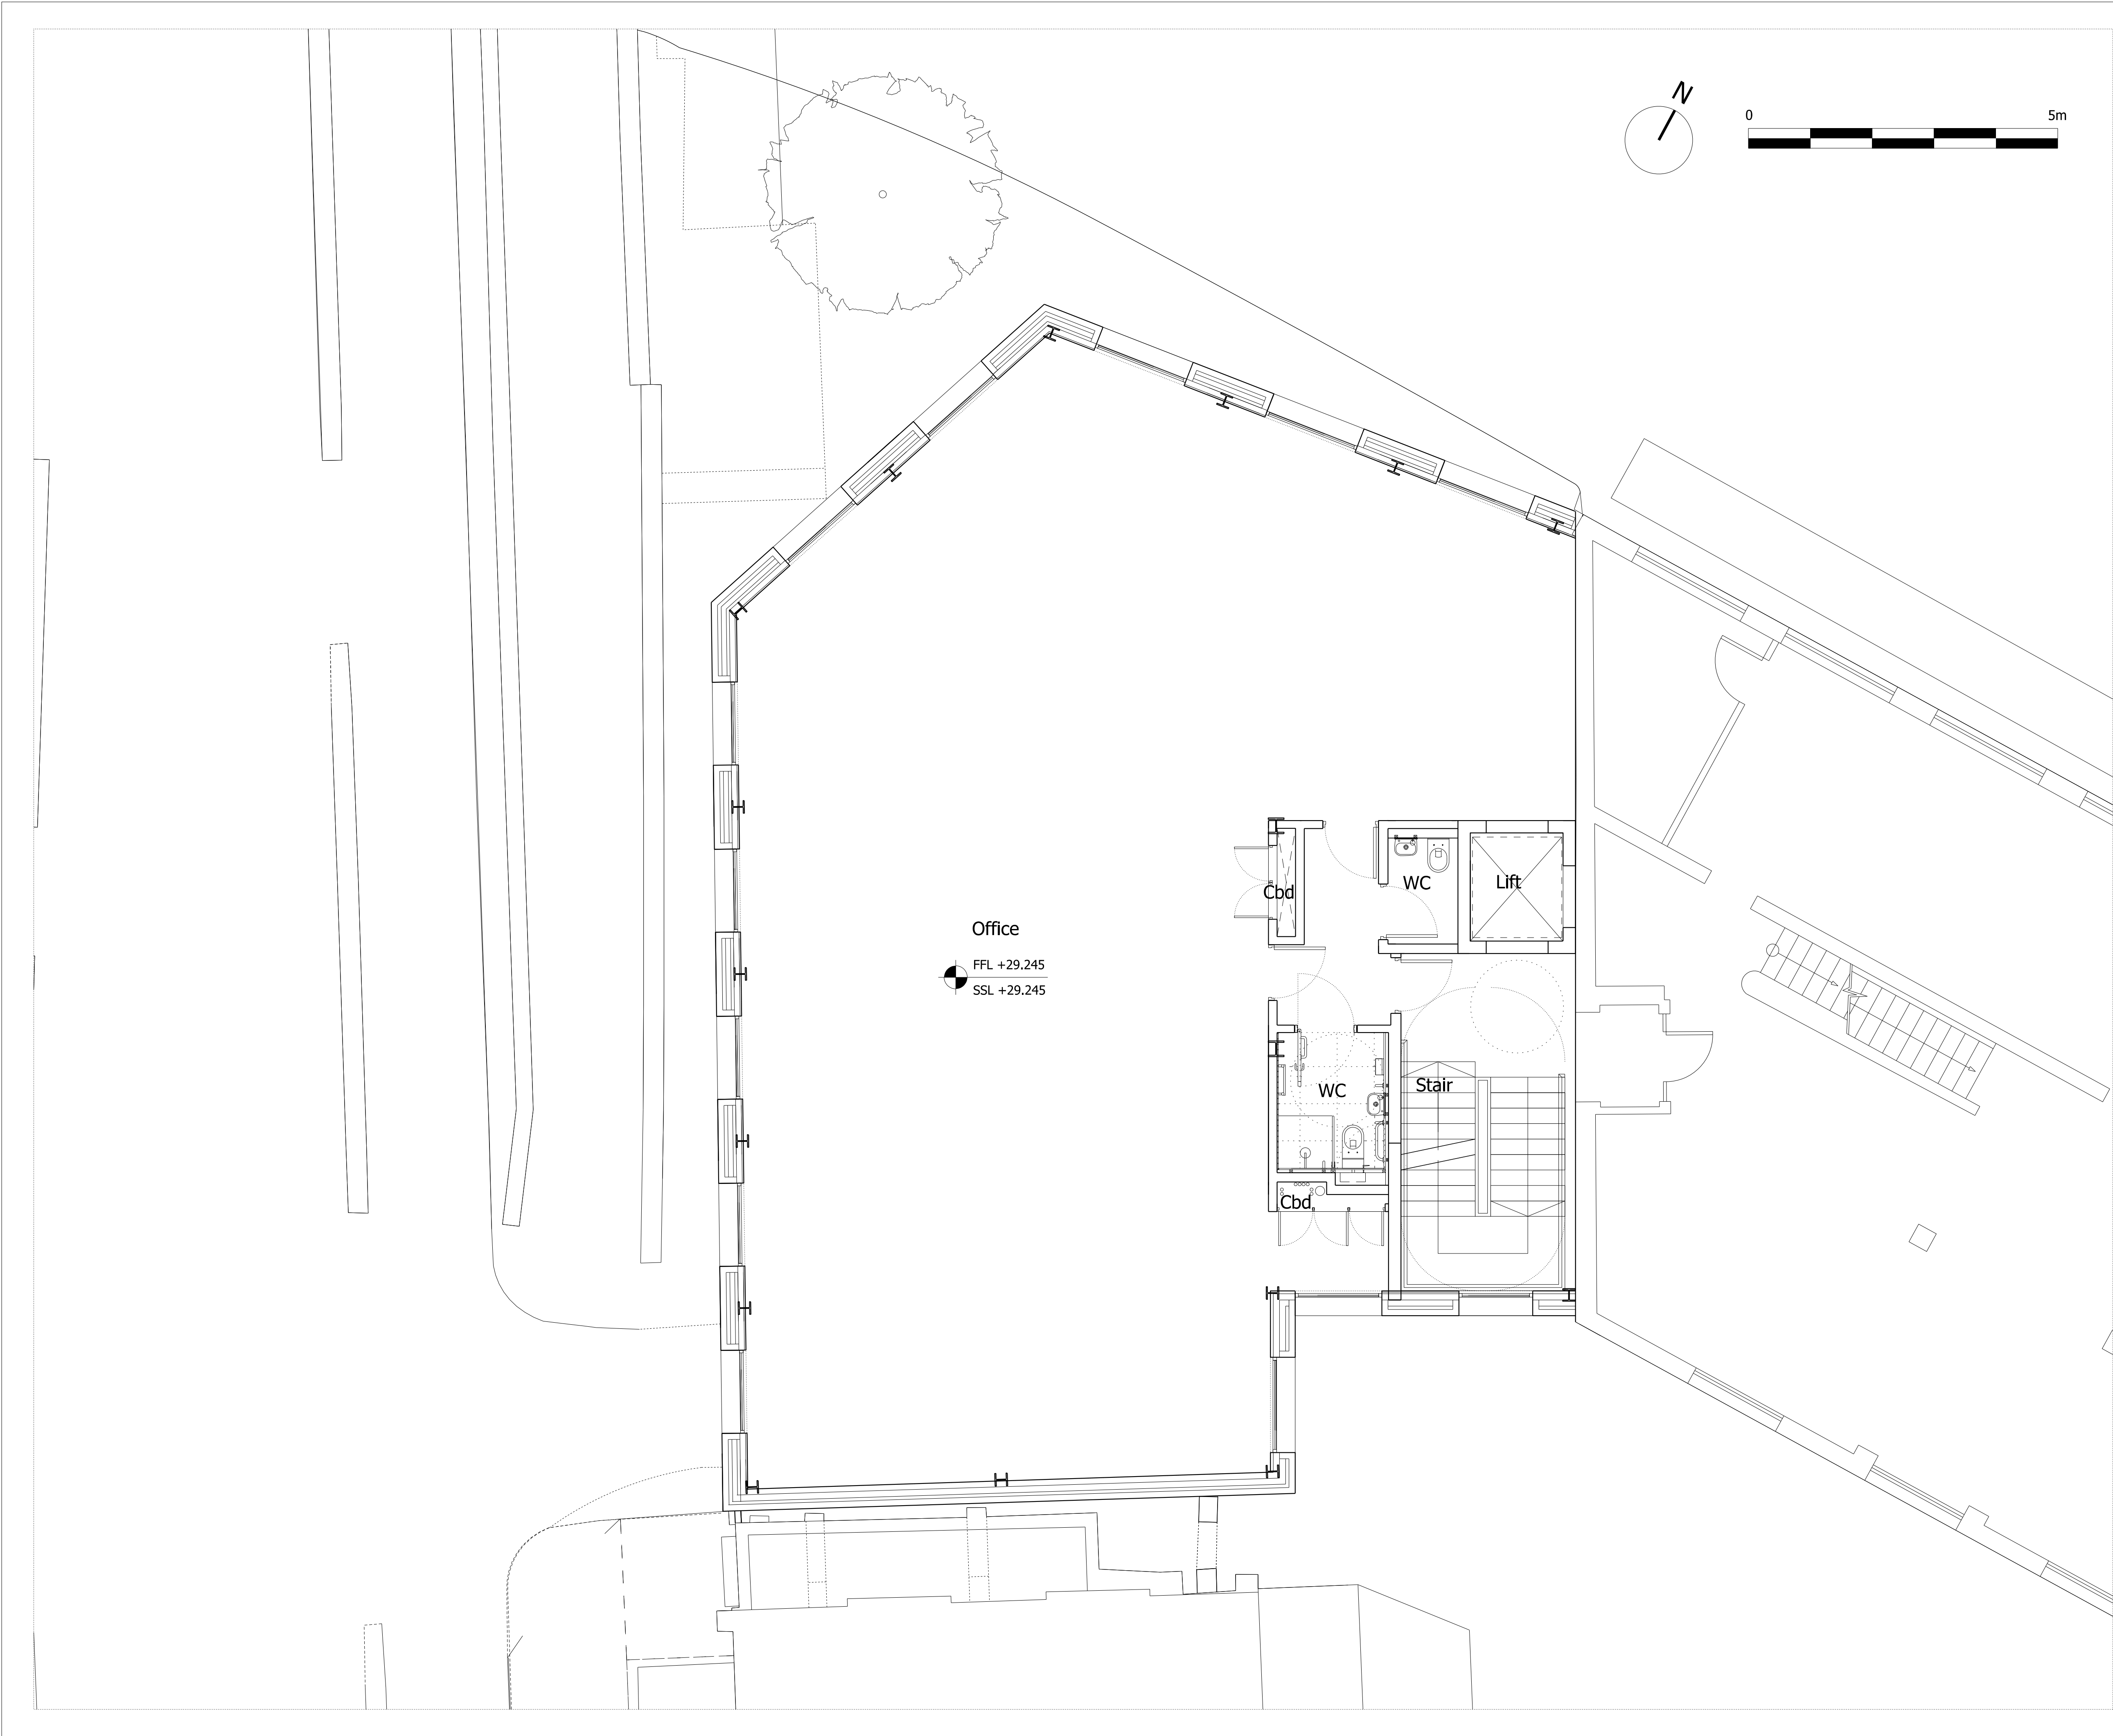 N
0 5m
Cbd
WC
Lift
Office
FFL +29.245
SSL +29.245
WC
Stair
Cbd